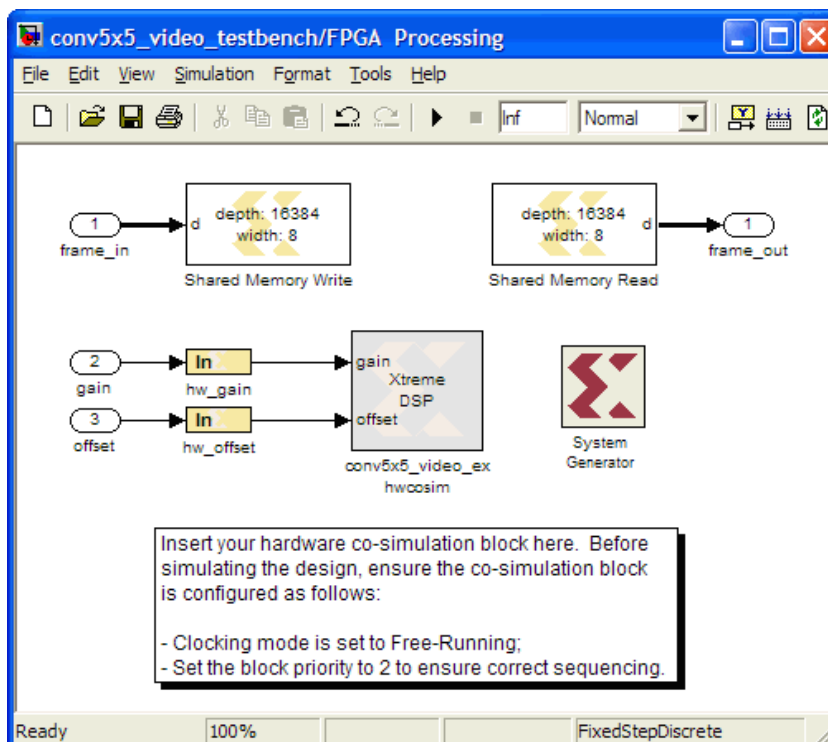 conv5x5_video_testbench/FPGA Processing
File Edit View Simulation Format Tools Help
Inf Normal
1
frame_in
d
depth: 16384
width: 8
Shared Memory Write
depth: 16384
width: 8
d
Shared Memory Read
1
frame_out
2
gain
In
hw_gain
gain
3
offset
In
hw_offset
offset
Xtreme
DSP
conv5x5_video_ex
hwcosim
System
Generator
Insert your hardware co-simulation block here. Before
simulating the design, ensure the co-simulation block
is configured as follows:
- Clocking mode is set to Free-Running;
- Set the block priority to 2 to ensure correct sequencing.
Ready 100% FixedStepDiscrete